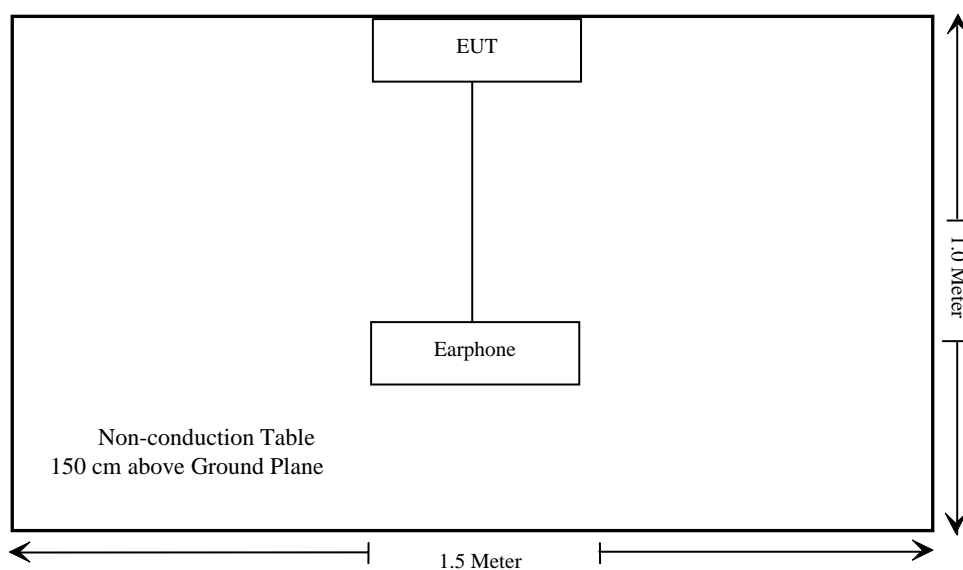 EUT
Earphone
Non-conduction Table
150 cm above Ground Plane
1.0 Meter
1.5 Meter